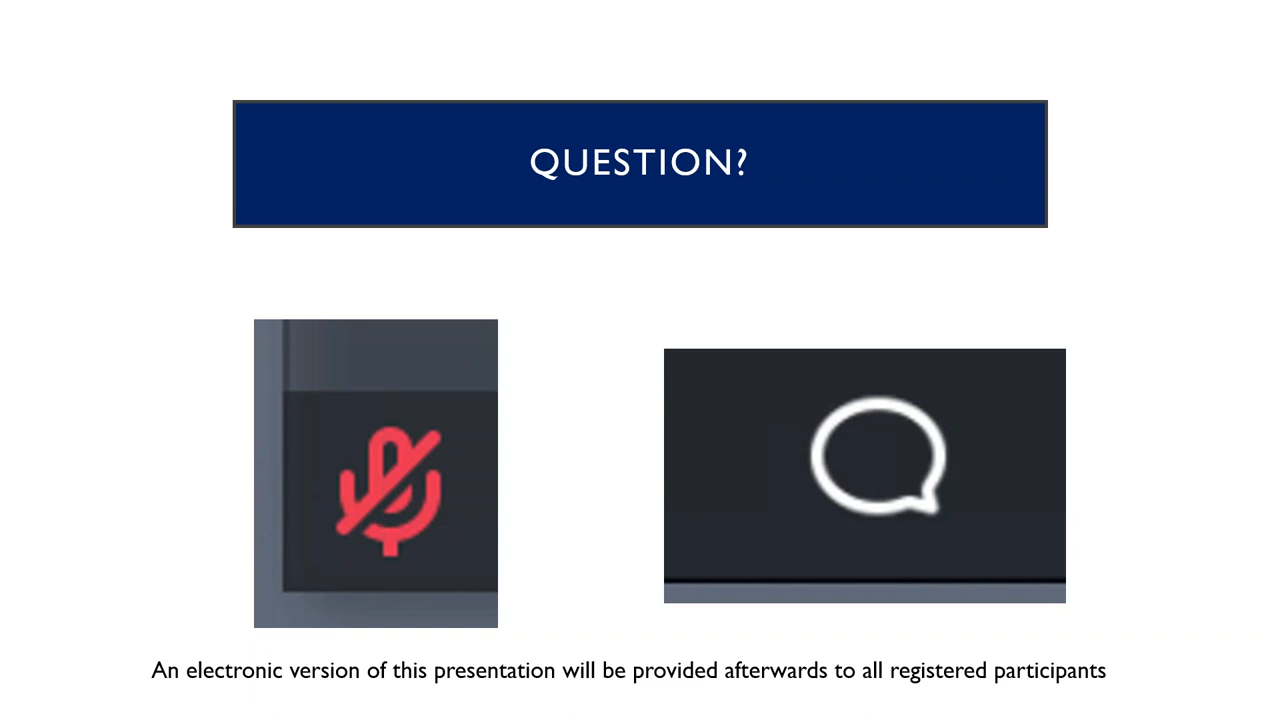 QUESTION?
An electronic version of this presentation will be provided afterwards to all registered participants